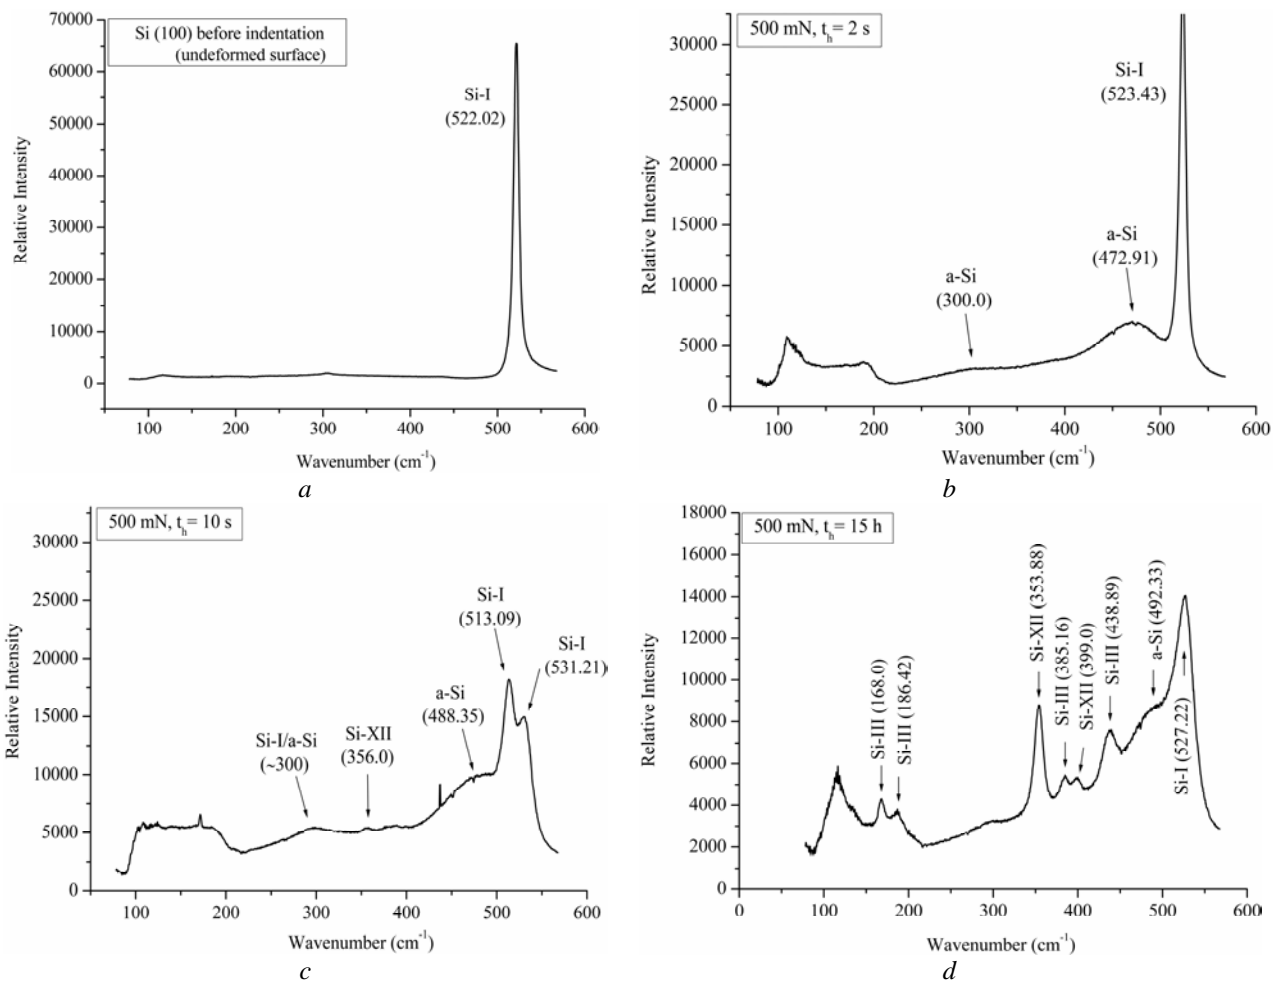 70000
60000
50000
40000
30000
20000
10000
0
Relative Intensity
Si (100) before indentation
(undeformed surface)
Si-I
(522.02)
100 200 300 400 500 600
Wavenumber (cm-1)
a
30000
25000
20000
15000
10000
5000
0
Relative Intensity
500 mN, th= 2 s
Si-I
(523.43)
a-Si
(472.91)
a-Si
(300.0)
100 200 300 400 500 600
Wavenumber (cm-1)
b
30000
25000
20000
15000
10000
5000
0
Relative Intensity
500 mN, th= 10 s
Si-I
(513.09)
Si-I
(531.21)
a-Si
(488.35)
Si-XII
(356.0)
Si-I/a-Si
(~300)
100 200 300 400 500 600
Wavenumber (cm-1)
c
18000
16000
14000
12000
10000
8000
6000
4000
2000
0
Relative Intensity
500 mN, th= 15 h
Si-III (168.0)
Si-III (186.42)
Si-XII (353.88)
Si-III (385.16)
Si-XII (399.0)
Si-III (438.89)
a-Si (492.33)
Si-I (527.22)
0 100 200 300 400 500 600
Wavenumber (cm-1)
d